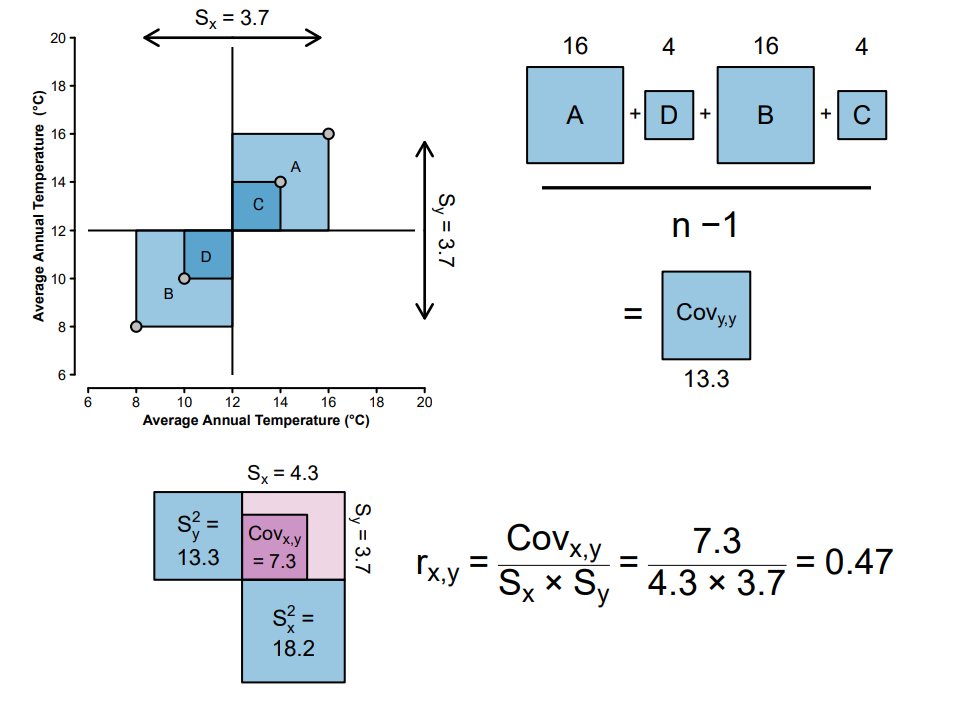 Sx = 3.7
20
18
16
14
12
10
8
6
Average Annual Temperature (°C)
A
C
D
B
Sy = 3.7
6 8 10 12 14 16 18 20
Average Annual Temperature (°C)
16 4 16 4
A + D + B + C
n −1
= Covy,y
13.3
Sx = 4.3
S²y =
13.3
Covx,y
= 7.3
Sy = 3.7
S²x =
18.2
rx,y = Covx,y / Sx × Sy = 7.3 / 4.3 × 3.7 = 0.47